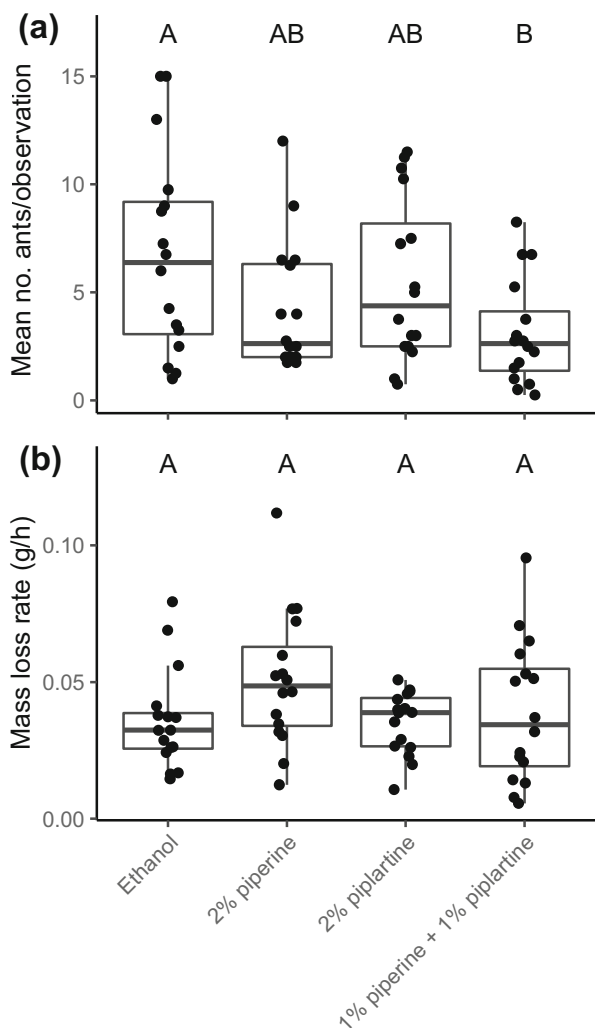 (a)
A AB AB B
Mean no. ants/observation
15
10
5
0
(b)
A A A A
Mass loss rate (g/h)
0.10
0.05
0.00
Ethanol
2% piperine
2% piplartine
1% piperine + 1% piplartine